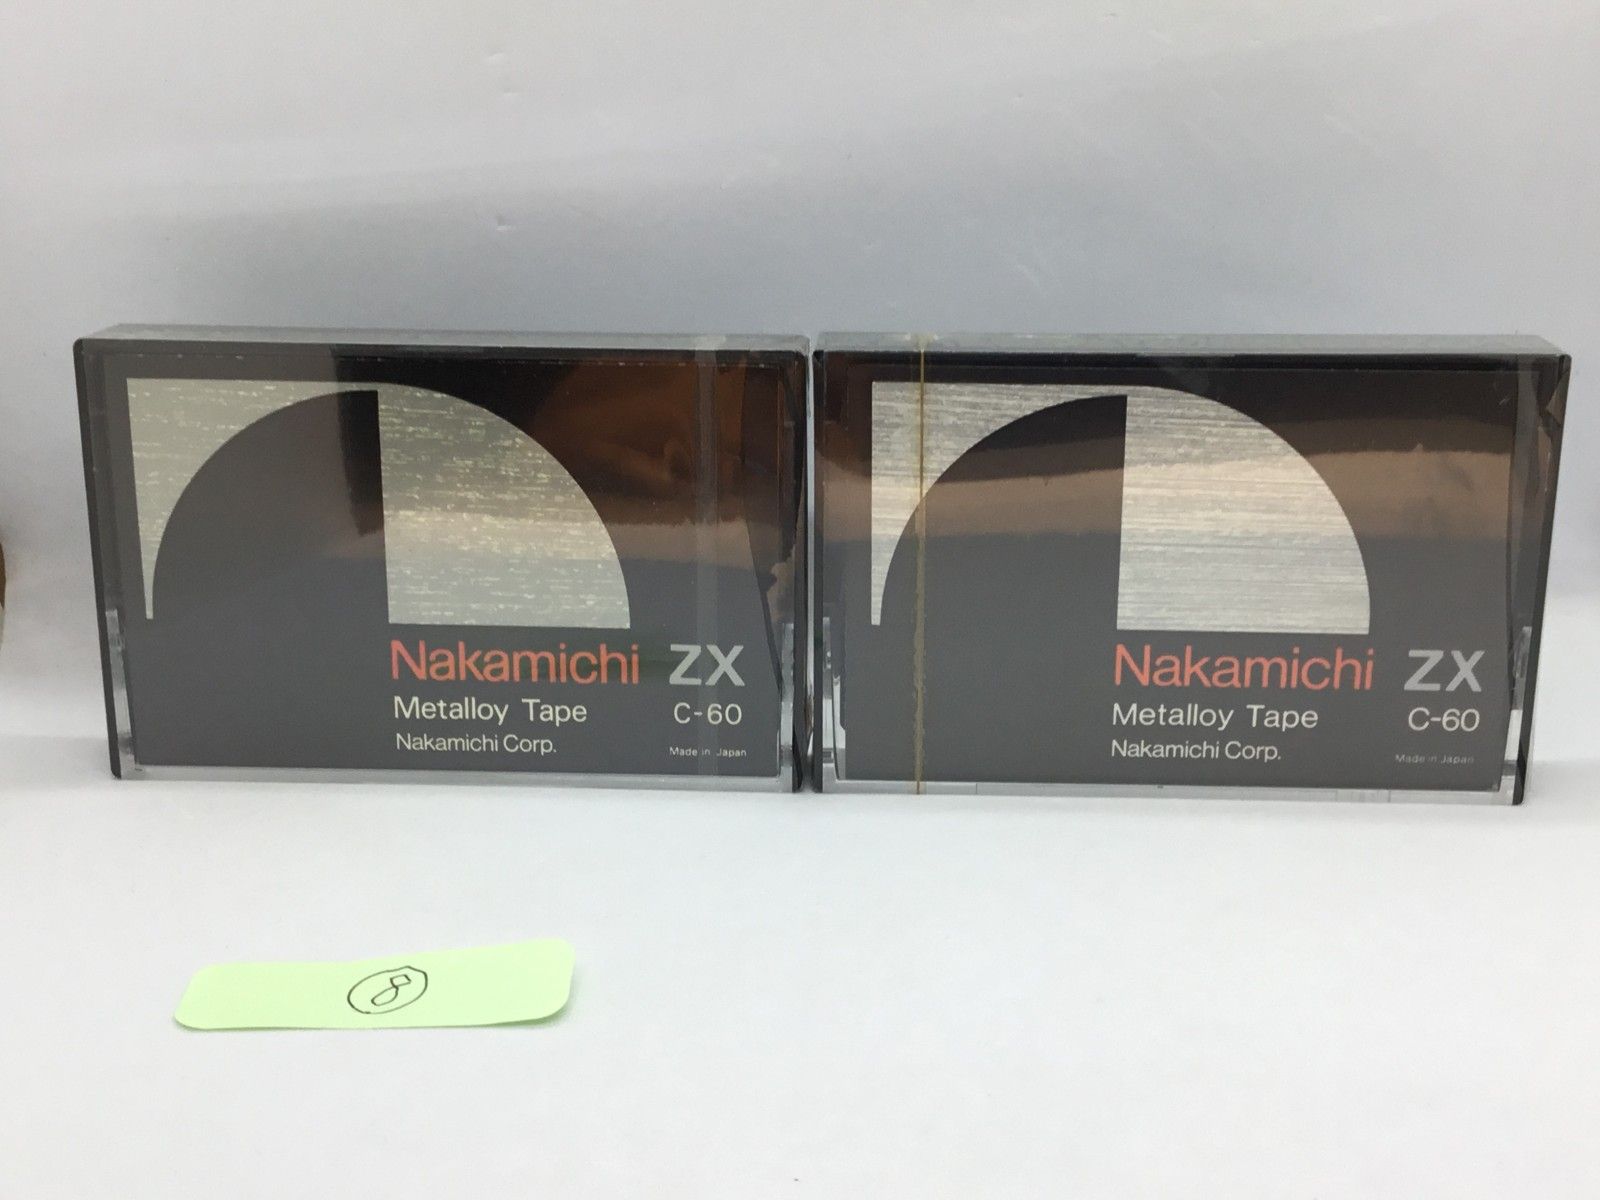 Nakamichi ZX
Metalloy Tape C-60
Nakamichi Corp. Made in Japan
Nakamichi ZX
Metalloy Tape C-60
Nakamichi Corp. Made in Japan
8